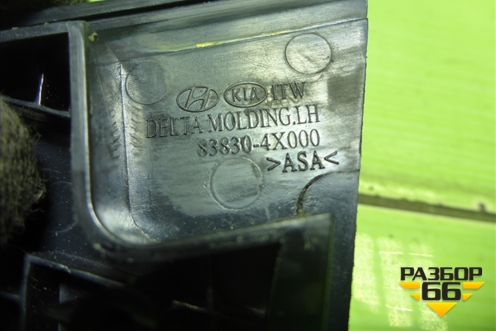 KIA ITW
DELTA MOLDING.LH
83830-4X000
>ASA<
РАЗБОР
66